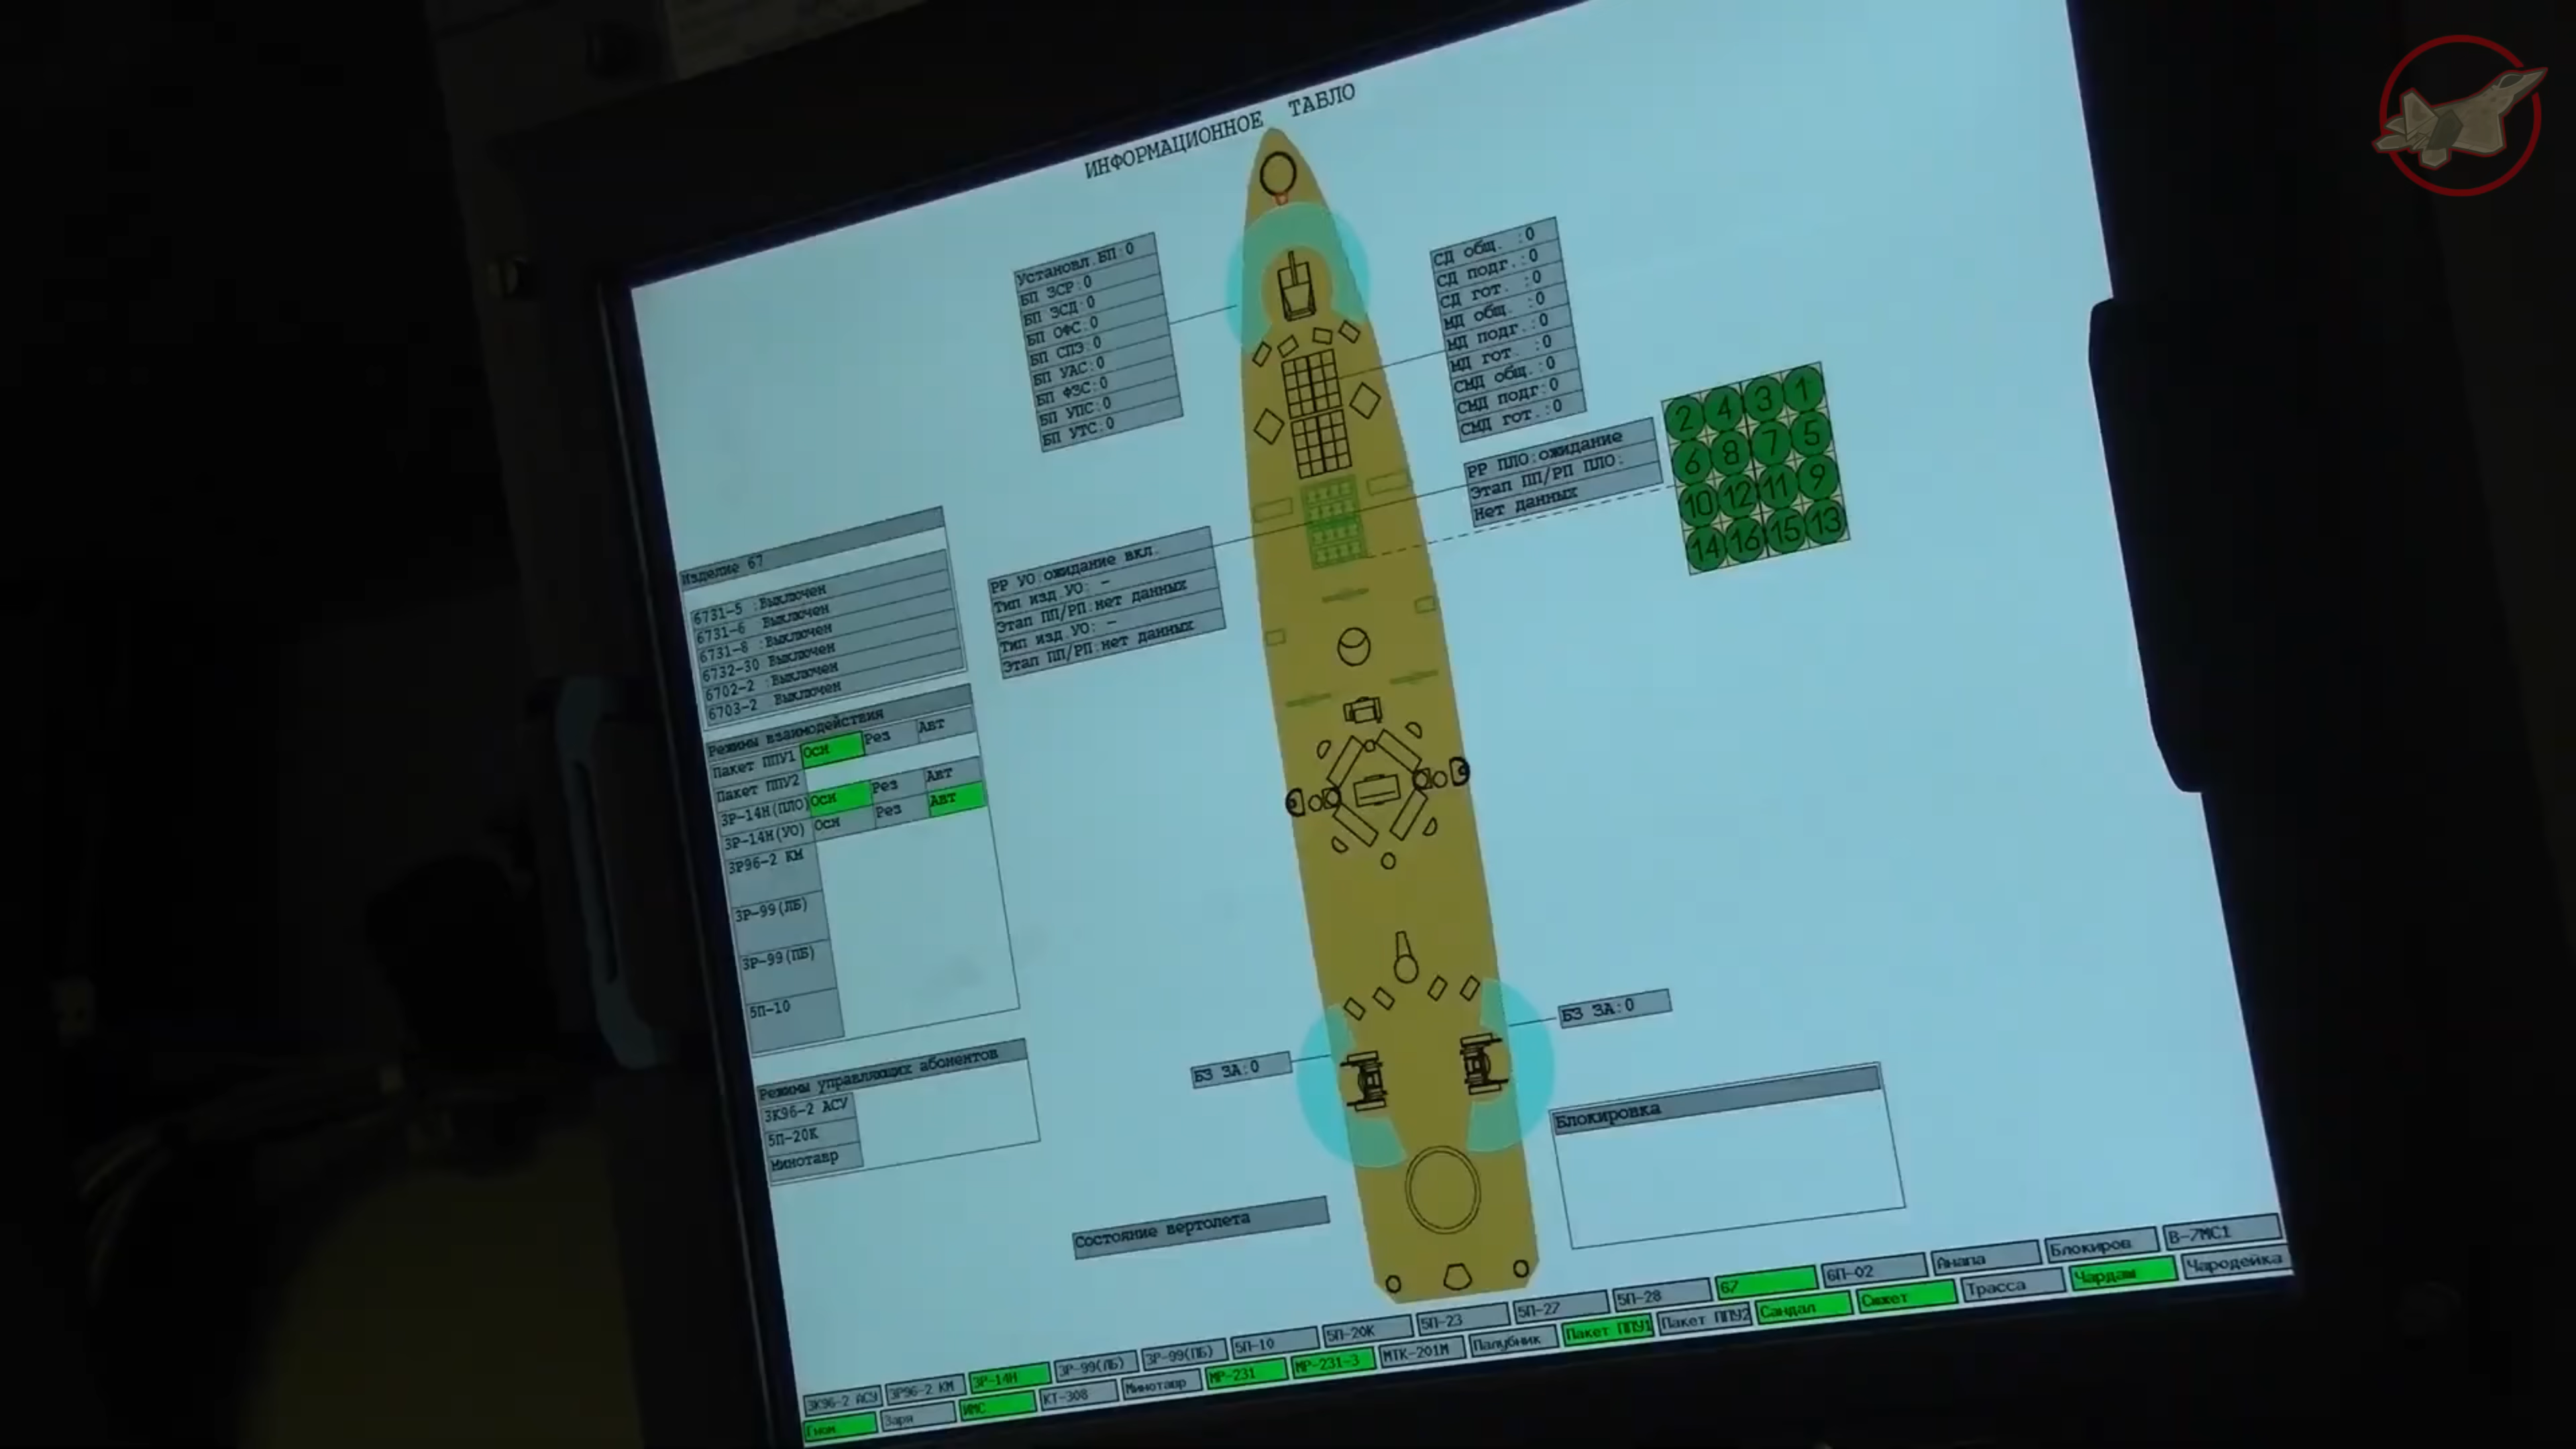 ИНФОРМАЦИОННОЕ ТАБЛО
Установл.БП:0
БП ЗСР:0
БП ЗСД:0
БП ОФС:0
БП СПЗ:0
БП УАС:0
БП ФЗС:0
БП УПС:0
БП УТС:0
СД общ. :0
СД подг.:0
СД гот. :0
МД общ. :0
МД подг.:0
МД гот. :0
СМД общ.:0
СМД подг:0
СМД гот.:0
РР ПЛО:ожидание
Этап ПП/РП ПЛО:
Нет данных
2 4 3 1
6 8 7 5
10 12 11 9
14 16 15 13
РР УО:ожидание вкл.
Тип изд.УО: -
Этап ПП/РП:нет данных
Тип изд.УО: -
Этап ПП/РП:нет данных
Изделие 67
6731-5 :Выключен
6731-6 Выключен
6731-8 :Выключен
6732-30 Выключен
6702-2 :Выключен
6703-2 Выключен
Режимы взаимодействия
Пакет ППУ1 Осн Рез Авт
Пакет ППУ2
ЗР-14Н(ПЛО) Осн Рез Авт
ЗР-14Н(УО) Осн Рез Авт
ЗР96-2 КМ
ЗР-99(ЛБ)
ЗР-99(ПБ)
5П-10
Режимы управляющих абонентов
ЗК96-2 АСУ
5П-20К
Минотавр
БЗ ЗА:0
БЗ ЗА:0
Блокировка
Состояние вертолета
ЗК96-2 АСУ ЗР96-2 КМ ЗР-14Н ЗР-99(ЛБ) ЗР-99(ПБ) 5П-10 5П-20К 5П-23 5П-27 5П-28 67 6П-02 Анапа Блокиров В-7МС1
Гном Заря ИМС КТ-308 Минотавр МР-231 МР-231-3 МТК-201М Палубник Пакет ППУ1 Пакет ППУ2 Сандал Сюжет Трасса Чардаш Чародейка